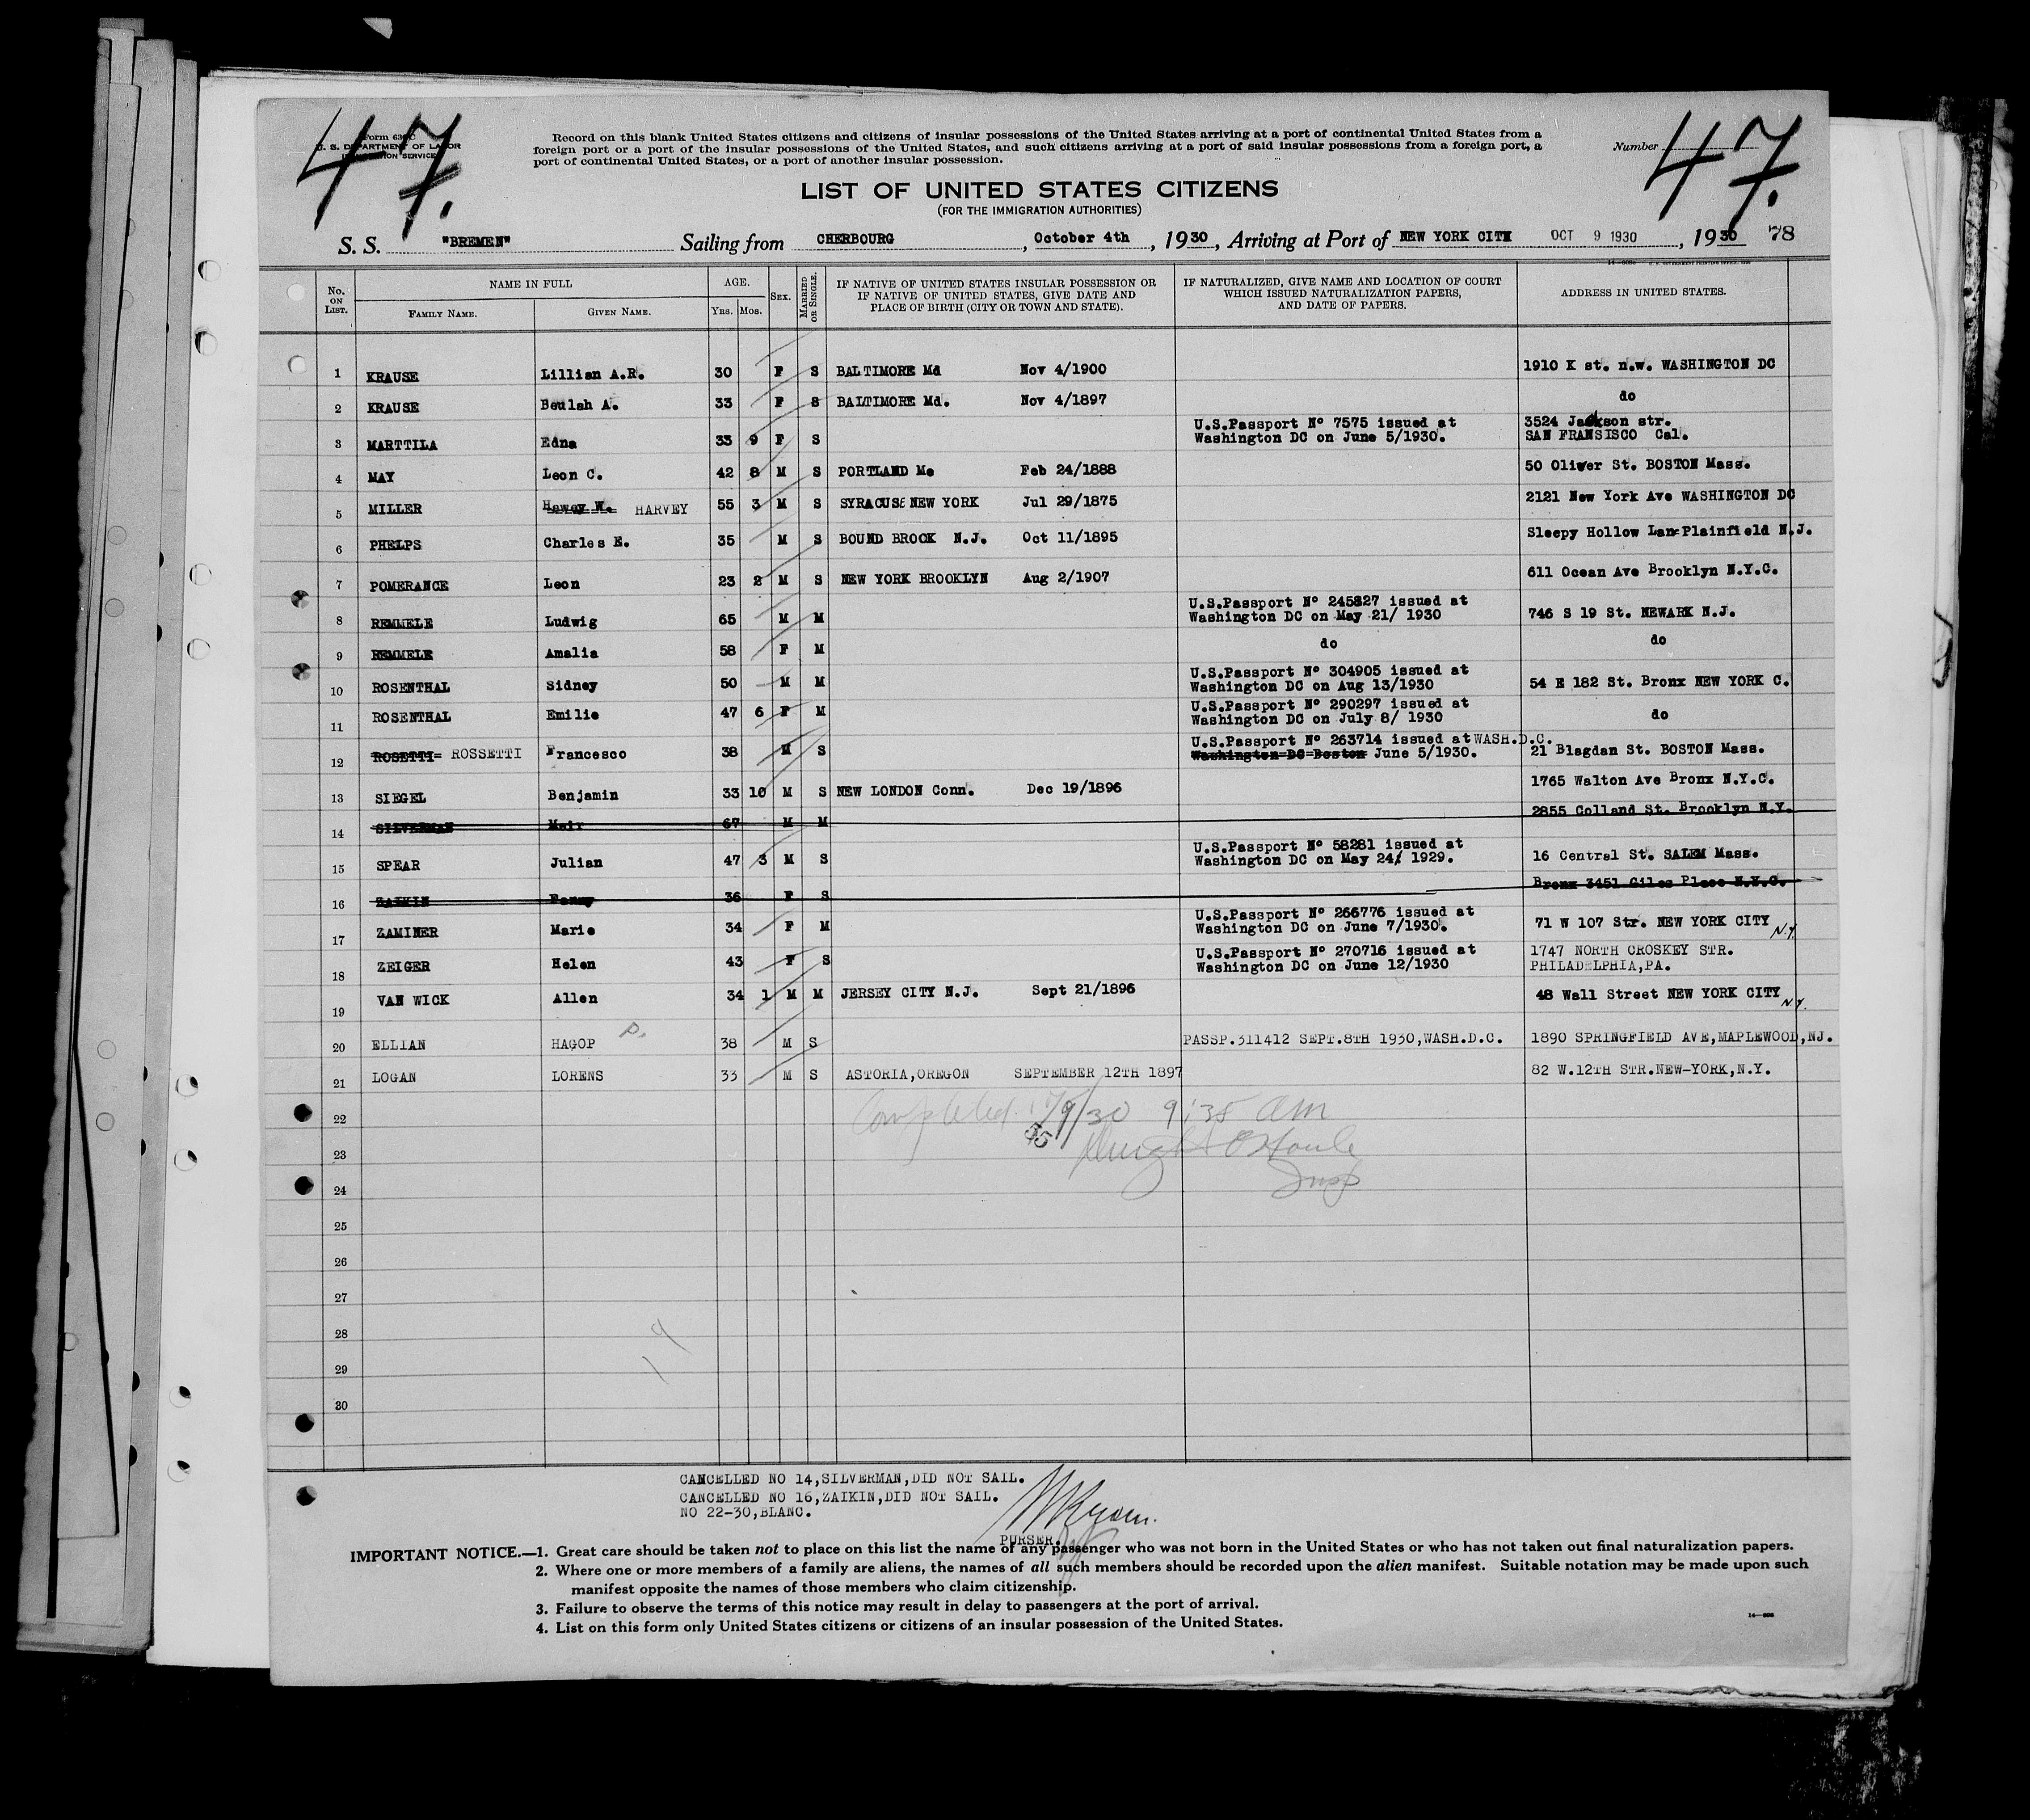 47.
Form 630
U. S. DEPARTMENT OF LABOR
IMMIGRATION SERVICE
Record on this blank United States citizens and citizens of insular possessions of the United States arriving at a port of continental United States from a
foreign port or a port of the insular possessions of the United States, and such citizens arriving at a port of said insular possessions from a foreign port, a
port of continental United States, or a port of another insular possession.
Number 47.
LIST OF UNITED STATES CITIZENS
(FOR THE IMMIGRATION AUTHORITIES)
S. S. "BREMEN" Sailing from CHERBOURG, October 4th, 1930, Arriving at Port of NEW YORK CITY OCT 9 1930, 1930 78
No. ON LIST. NAME IN FULL FAMILY NAME. GIVEN NAME. AGE. YRS. MOS. SEX. MARRIED OR SINGLE. IF NATIVE OF UNITED STATES INSULAR POSSESSION OR IF NATIVE OF UNITED STATES, GIVE DATE AND PLACE OF BIRTH (CITY OR TOWN AND STATE). IF NATURALIZED, GIVE NAME AND LOCATION OF COURT WHICH ISSUED NATURALIZATION PAPERS, AND DATE OF PAPERS. ADDRESS IN UNITED STATES.
1 KRAUSE Lillian A.R. 30 F S BALTIMORE Md Nov 4/1900 1910 K st. n.w. WASHINGTON DC
2 KRAUSE Beulah A. 33 F S BALTIMORE Md. Nov 4/1897 do
3 MARTTILA Edna 33 9 F S U.S.Passport No 7575 issued at Washington DC on June 5/1930. 3524 Jackson str. SAN FRANSISCO Cal.
4 MAY Leon C. 42 8 M S PORTLAND Me Feb 24/1888 50 Oliver St. BOSTON Mass.
5 MILLER Hewey W. HARVEY 55 3 M S SYRACUSE NEW YORK Jul 29/1875 2121 New York Ave WASHINGTON DC
6 PHELPS Charles E. 35 M S BOUND BROOK N.J. Oct 11/1895 Sleepy Hollow Lane Plainfield N.J.
7 POMERANCE Leon 23 2 M S NEW YORK BROOKLYN Aug 2/1907 611 Ocean Ave Brooklyn N.Y.C.
8 REMMELE Ludwig 65 M M U.S.Passport No 245827 issued at Washington DC on May 21/ 1930 746 S 19 St. NEWARK N.J.
9 REMMELE Amalia 58 F M do do
10 ROSENTHAL Sidney 50 M M U.S.Passport No 304905 issued at Washington DC on Aug 13/1930 54 E 182 St. Bronx NEW YORK C.
11 ROSENTHAL Emilie 47 6 F M U.S.Passport No 290297 issued at Washington DC on July 8/ 1930 do
12 ROSETTI= ROSSETTI Francesco 38 M S U.S.Passport No 263714 issued at WASH.D.C. Washington=DC=Boston June 5/1930. 21 Blagdan St. BOSTON Mass.
13 SIEGEL Benjamin 33 10 M S NEW LONDON Conn. Dec 19/1896 1765 Walton Ave Bronx N.Y.C.
14 SILVERMAN Meir 67 M M 2855 Colland St. Brooklyn N.Y.
15 SPEAR Julian 47 3 M S U.S.Passport No 58281 issued at Washington DC on May 24/ 1929. 16 Central St. SALEM Mass.
16 ZAIKIN Fanny 36 F S Bronx 3451 Giles Place N.Y.C.
17 ZAMINER Marie 34 F M U.S.Passport No 266776 issued at Washington DC on June 7/1930. 71 W 107 Str. NEW YORK CITY N.Y.
18 ZEIGER Helen 43 F S U.S.Passport No 270716 issued at Washington DC on June 12/1930 1747 NORTH CROSKEY STR. PHILADELPHIA,PA.
19 VAN WICK Allen 34 1 M M JERSEY CITY N.J. Sept 21/1896 48 Wall Street NEW YORK CITY N.Y.
20 ELLIAN HAGOP P. 38 M S PASSP.311412 SEPT.8TH 1930,WASH.D.C. 1890 SPRINGFIELD AVE,MAPLEWOOD,NJ.
21 LOGAN LORENS 33 M S ASTORIA,OREGON SEPTEMBER 12TH 1897 82 W.12TH STR.NEW-YORK,N.Y.
22 Completed 9:35 am
23 55
24 Insp
25
26
27
28
29
30
19
CANCELLED NO 14,SILVERMAN,DID NOT SAIL.
CANCELLED NO 16,ZAIKIN,DID NOT SAIL.
NO 22-30,BLANC.
PURSER.
IMPORTANT NOTICE.—1. Great care should be taken not to place on this list the name of any passenger who was not born in the United States or who has not taken out final naturalization papers.
2. Where one or more members of a family are aliens, the names of all such members should be recorded upon the alien manifest. Suitable notation may be made upon such
manifest opposite the names of those members who claim citizenship.
3. Failure to observe the terms of this notice may result in delay to passengers at the port of arrival.
4. List on this form only United States citizens or citizens of an insular possession of the United States.